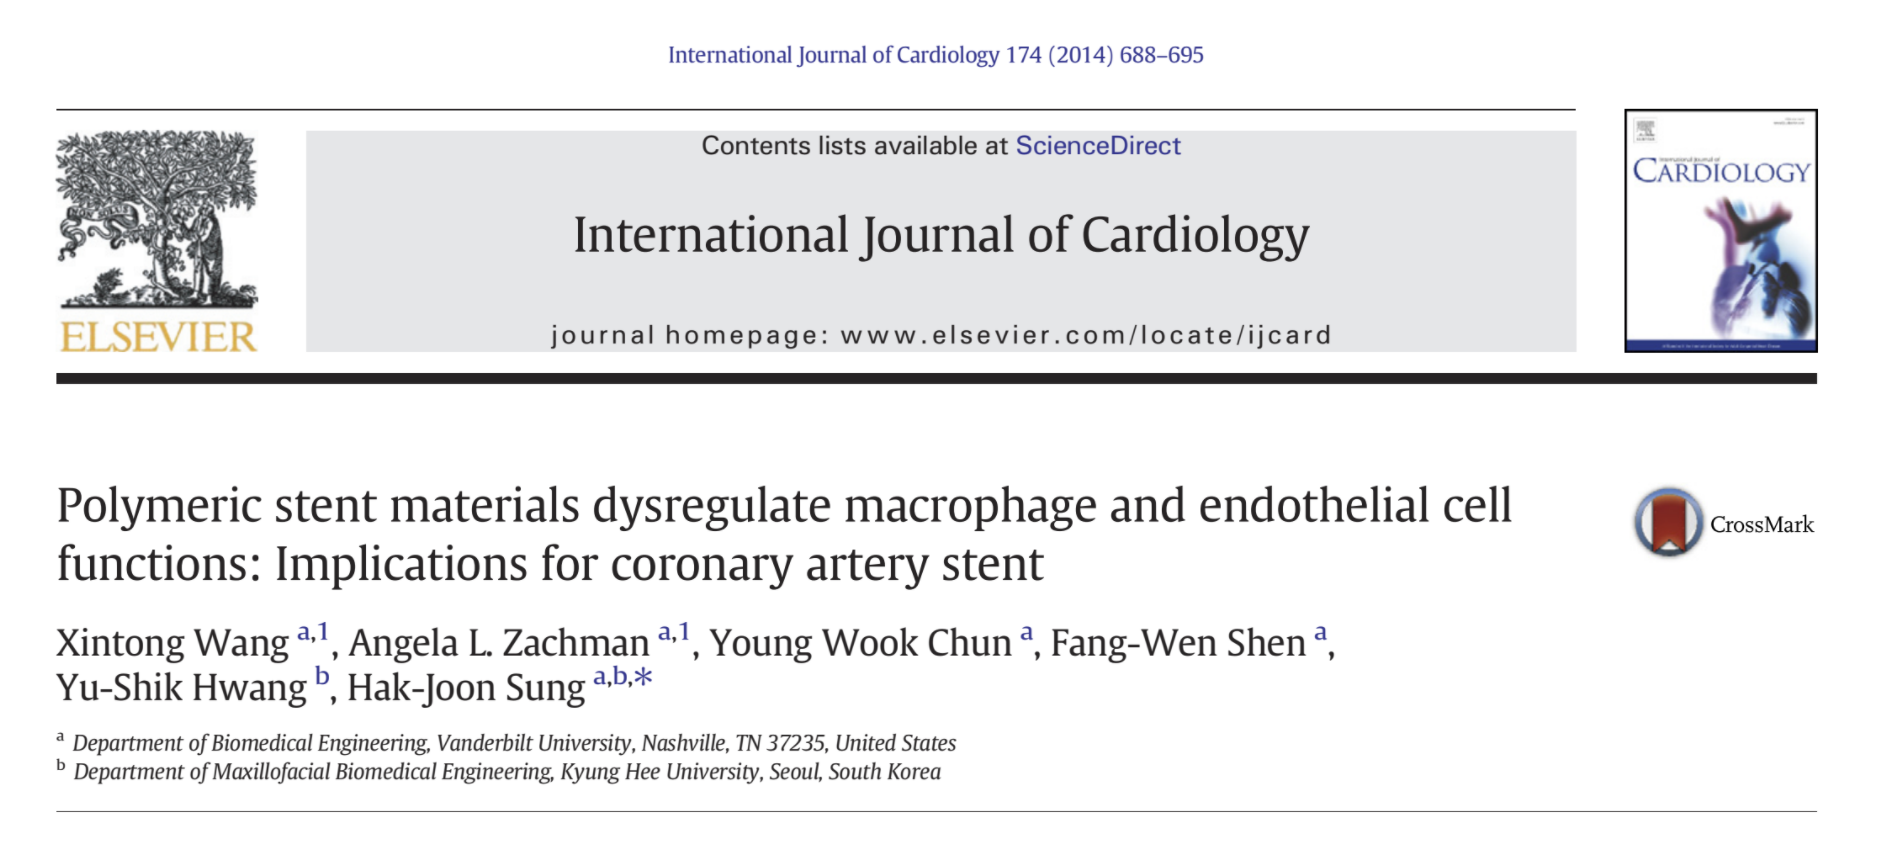 International Journal of Cardiology 174 (2014) 688–695
Contents lists available at ScienceDirect
International Journal of Cardiology
journal homepage: www.elsevier.com/locate/ijcard
ELSEVIER
International Journal of
CARDIOLOGY
Polymeric stent materials dysregulate macrophage and endothelial cell
functions: Implications for coronary artery stent
CrossMark
Xintong Wang a,1, Angela L. Zachman a,1, Young Wook Chun a, Fang-Wen Shen a,
Yu-Shik Hwang b, Hak-Joon Sung a,b,*
a Department of Biomedical Engineering, Vanderbilt University, Nashville, TN 37235, United States
b Department of Maxillofacial Biomedical Engineering, Kyung Hee University, Seoul, South Korea